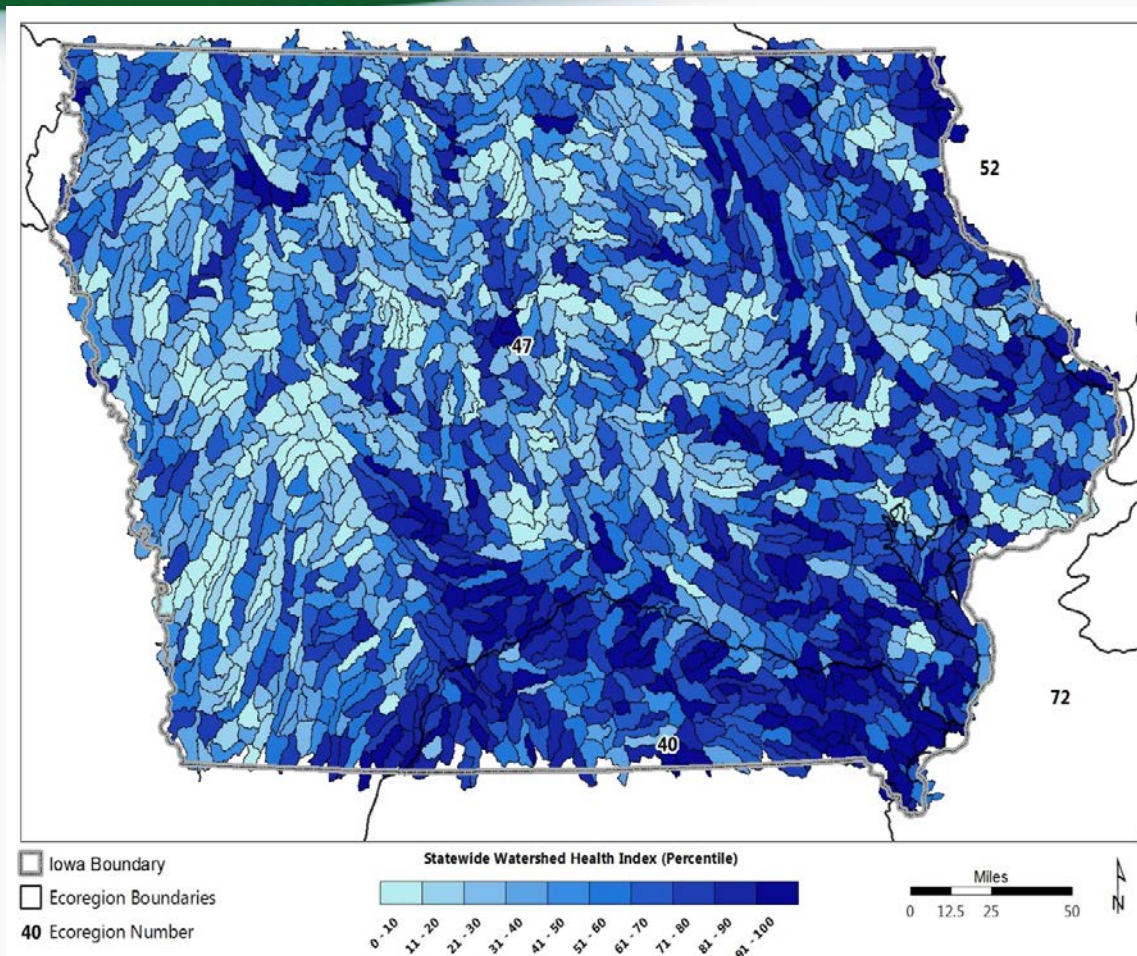 52
47
72
40
Iowa Boundary
Ecoregion Boundaries
40 Ecoregion Number
Statewide Watershed Health Index (Percentile)
0 - 10
11 - 20
21 - 30
31 - 40
41 - 50
51 - 60
61 - 70
71 - 80
81 - 90
91 - 100
Miles
0 12.5 25 50
N